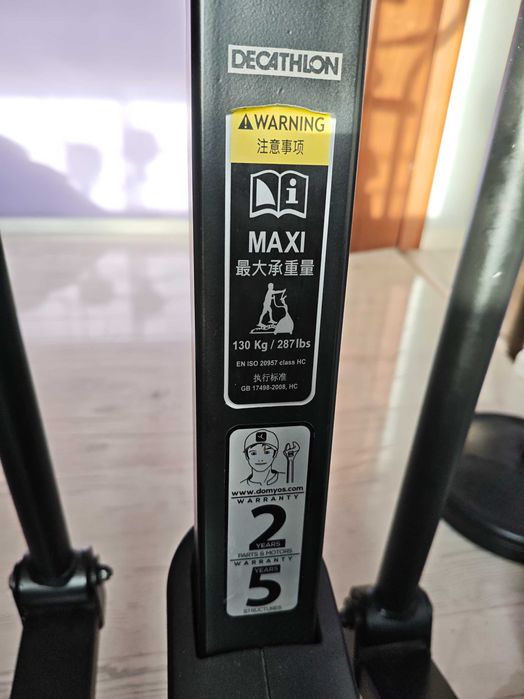 DECATHLON
WARNING
注意事项
i
MAXI
最大承重量
130 Kg / 287lbs
EN ISO 20957 class HC
执行标准
GB 17498-2008, HC
www.domyos.com
WARRANTY
2
YEARS
PARTS & MOTORS
WARRANTY
YEARS
5
STRUCTURES